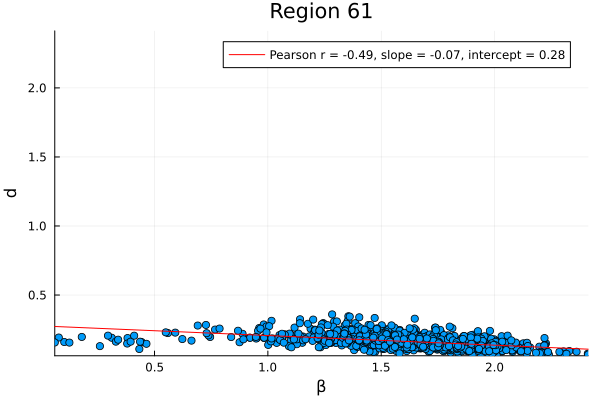 Region 61
Pearson r = -0.49, slope = -0.07, intercept = 0.28
d
2.0
1.5
1.0
0.5
0.5 1.0 1.5 2.0
β